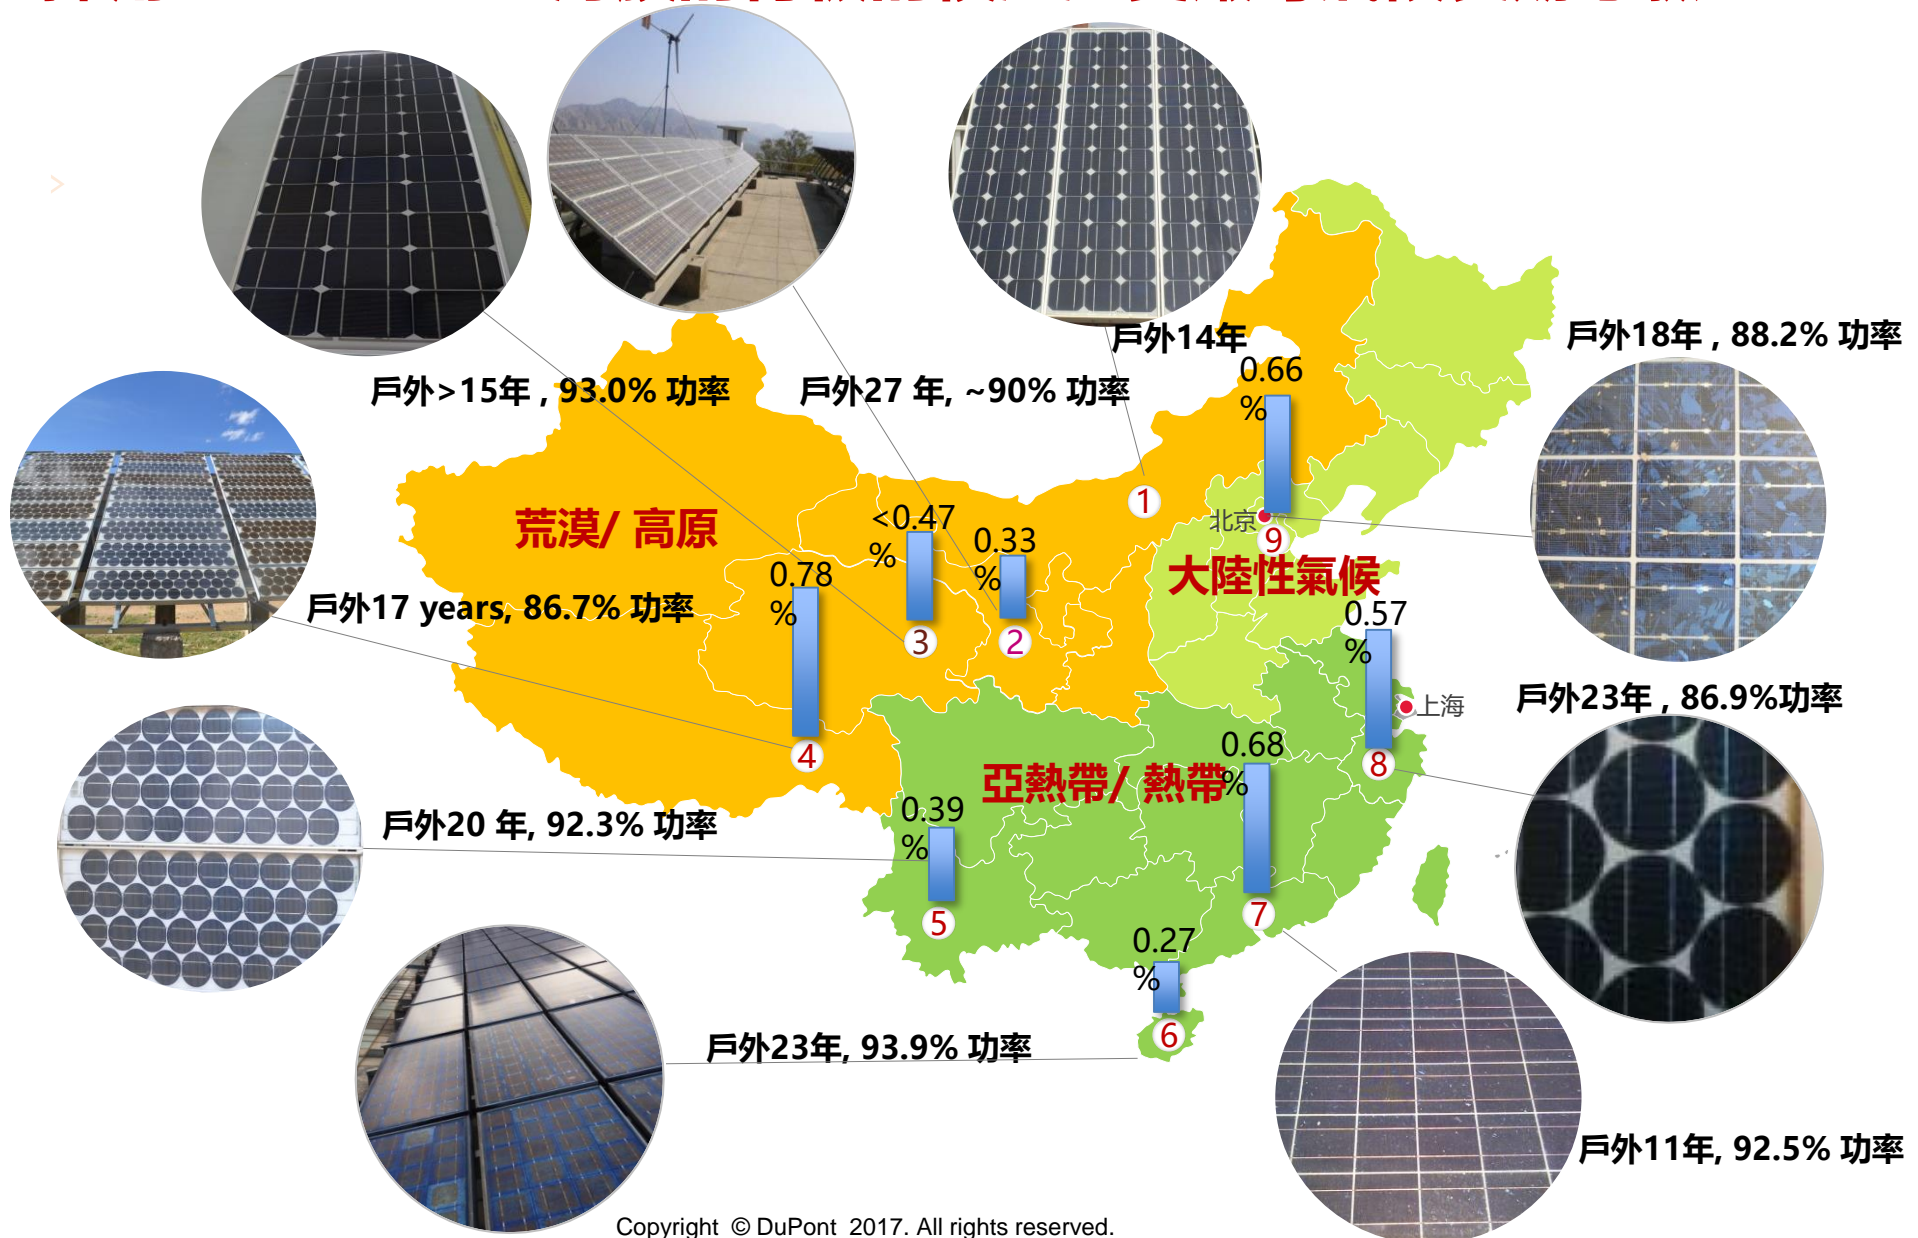 >
戶外14年
戶外18年 , 88.2% 功率
戶外>15年 , 93.0% 功率
戶外27 年, ~90% 功率
0.66
%
1
荒漠/ 高原
<0.47
%
0.33
%
北京
9
大陸性氣候
0.78
%
戶外17 years, 86.7% 功率
3
2
0.57
%
戶外23年 , 86.9%功率
上海
4
0.68
%
8
亞熱帶/ 熱帶
0.39
%
戶外20 年, 92.3% 功率
5
7
0.27
%
6
戶外23年, 93.9% 功率
戶外11年, 92.5% 功率
Copyright © DuPont 2017. All rights reserved.